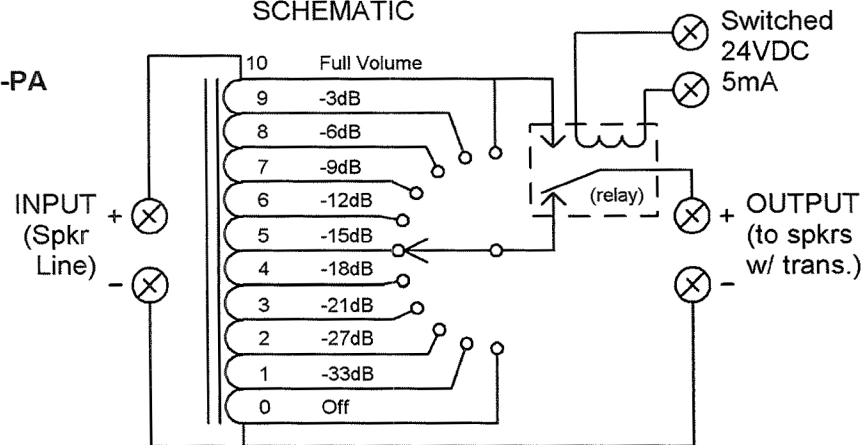 SCHEMATIC
-PA
10 Full Volume
9 -3dB
8 -6dB
7 -9dB
6 -12dB
5 -15dB
4 -18dB
3 -21dB
2 -27dB
1 -33dB
0 Off
INPUT +
(Spkr
Line)
-
Switched
24VDC
5mA
(relay)
+ OUTPUT
(to spkrs
- w/ trans.)